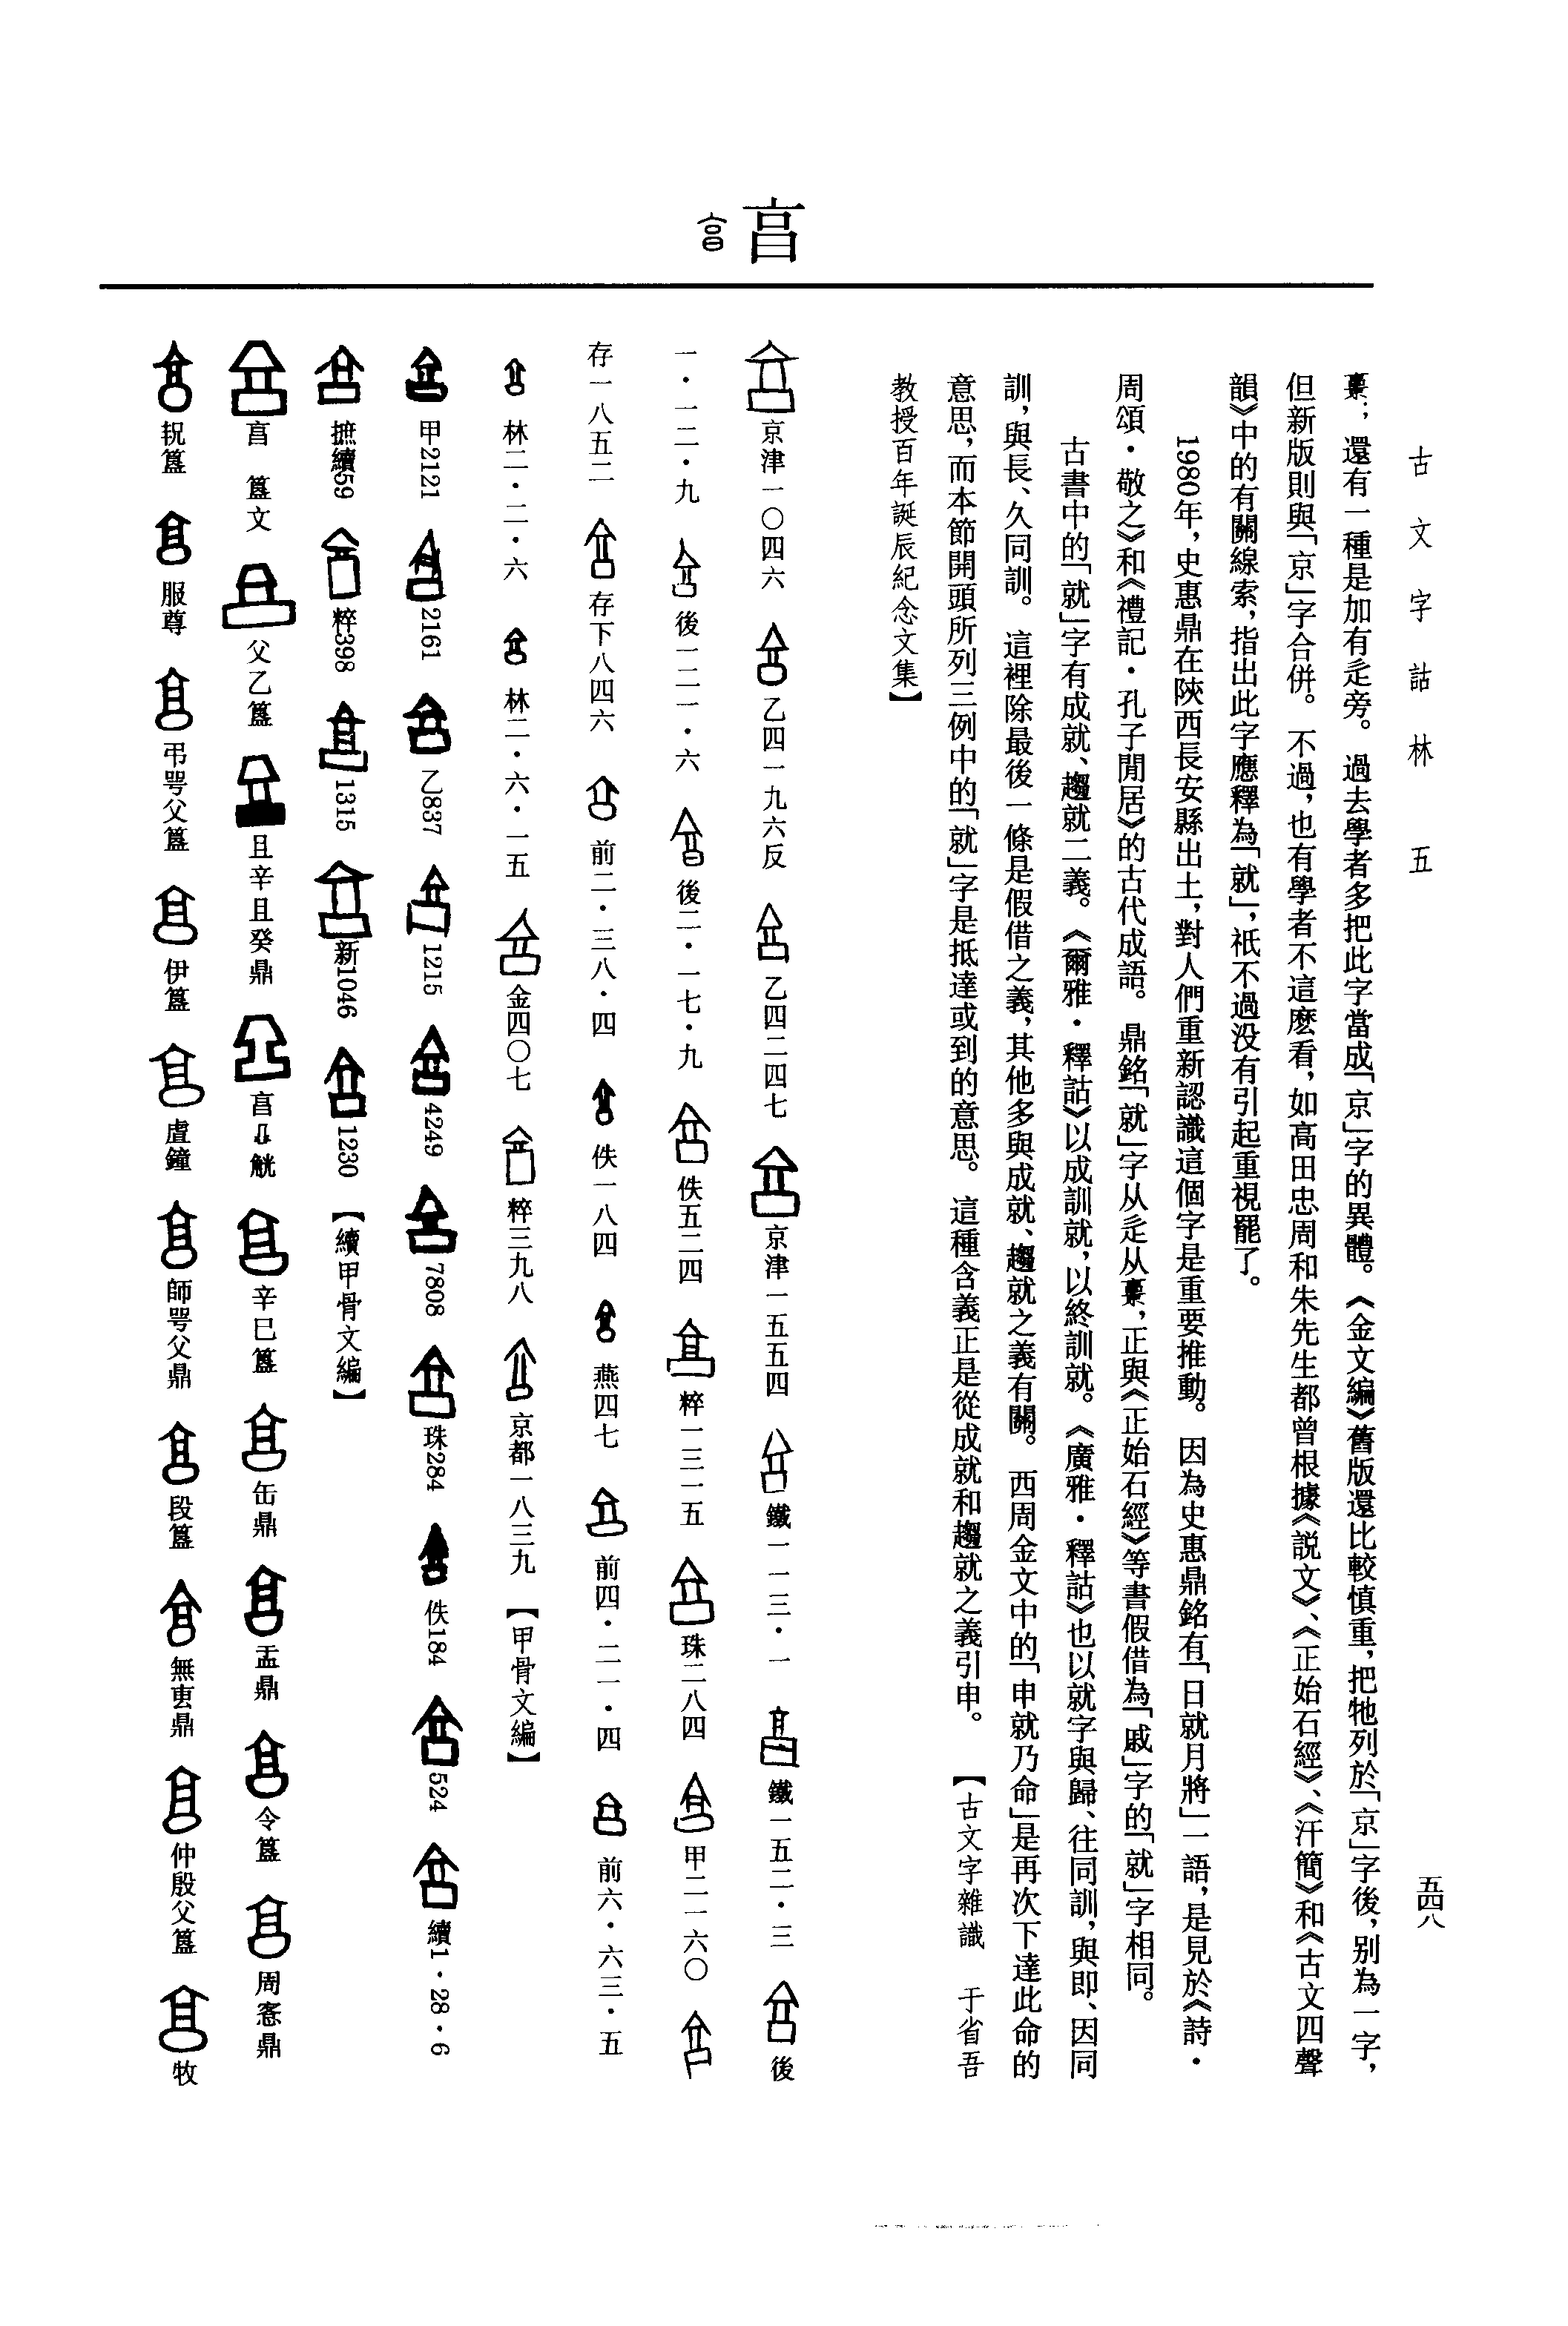 古文字詁林 五
五四八
還有一種是加有辵旁。過去學者多把此字當成「京」字的異體。《金文編》舊版還比較慎重，把牠列於「京」字後，別為一字，
但新版則與「京」字合併。不過，也有學者不這麽看，如高田忠周和朱先生都曾根據《説文》、《正始石經》、《汗簡》和《古文四聲
韻》中的有關線索，指出此字應釋為「就」，衹不過没有引起重視罷了。
1980年，史惠鼎在陝西長安縣出土，對人們重新認識這個字是重要推動。因為史惠鼎銘有「日就月將」一語，是見於《詩·
周頌·敬之》和《禮記·孔子閒居》的古代成語。鼎銘「就」字从辵从，正與《正始石經》等書假借為「戚」字的「就」字相同。
古書中的「就」字有成就、趨就二義。《爾雅·釋詁》以成訓就，以終訓就。《廣雅·釋詁》也以就字與歸、往同訓，與即、因同
訓，與長、久同訓。這裡除最後一條是假借之義，其他多與成就、趨就之義有關。西周金文中的「申就乃命」是再次下達此命的
意思，而本節開頭所列三例中的「就」字是抵達或到的意思。這種含義正是從成就和趨就之義引申。【古文字雜識 于省吾
教授百年誕辰紀念文集】
亯
京津一〇四六 乙四一九六反 乙四二四七 京津一五五四 鐵一一三·一 鐵一五二·三 後
一·一二·九 後一二一·六 後二·一七·九 佚五二四 粹一三一五 珠二八四 甲二一六〇
存一八五二 存下八四六 前二·三八·四 佚一八四 燕四七 前四·二一·四 前六·六三·五
林二·二·六 林二·六·一五 金四〇七 粹三九八 京都一八三九 【甲骨文編】
甲2121 2161 乙837 1215 4249 7808 珠284 佚184 524 續1·28·6
摭續59 粹398 1315 新1046 1230 【續甲骨文編】
亯 簋文 父乙簋 且辛且癸鼎 亯 觥 辛巳簋 缶鼎 盂鼎 令簋 周愙鼎
簋 服尊 弔咢父簋 伊簋 虘鐘 師咢父鼎 段簋 無叀鼎 仲殷父簋 牧